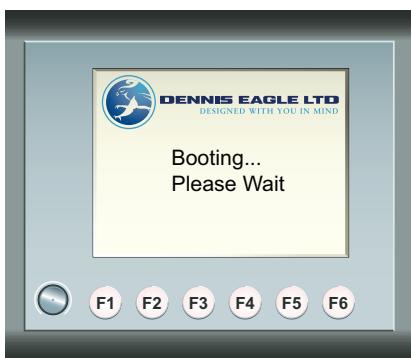 DENNIS EAGLE LTD
DESIGNED WITH YOU IN MIND
Booting...
Please Wait
F1 F2 F3 F4 F5 F6